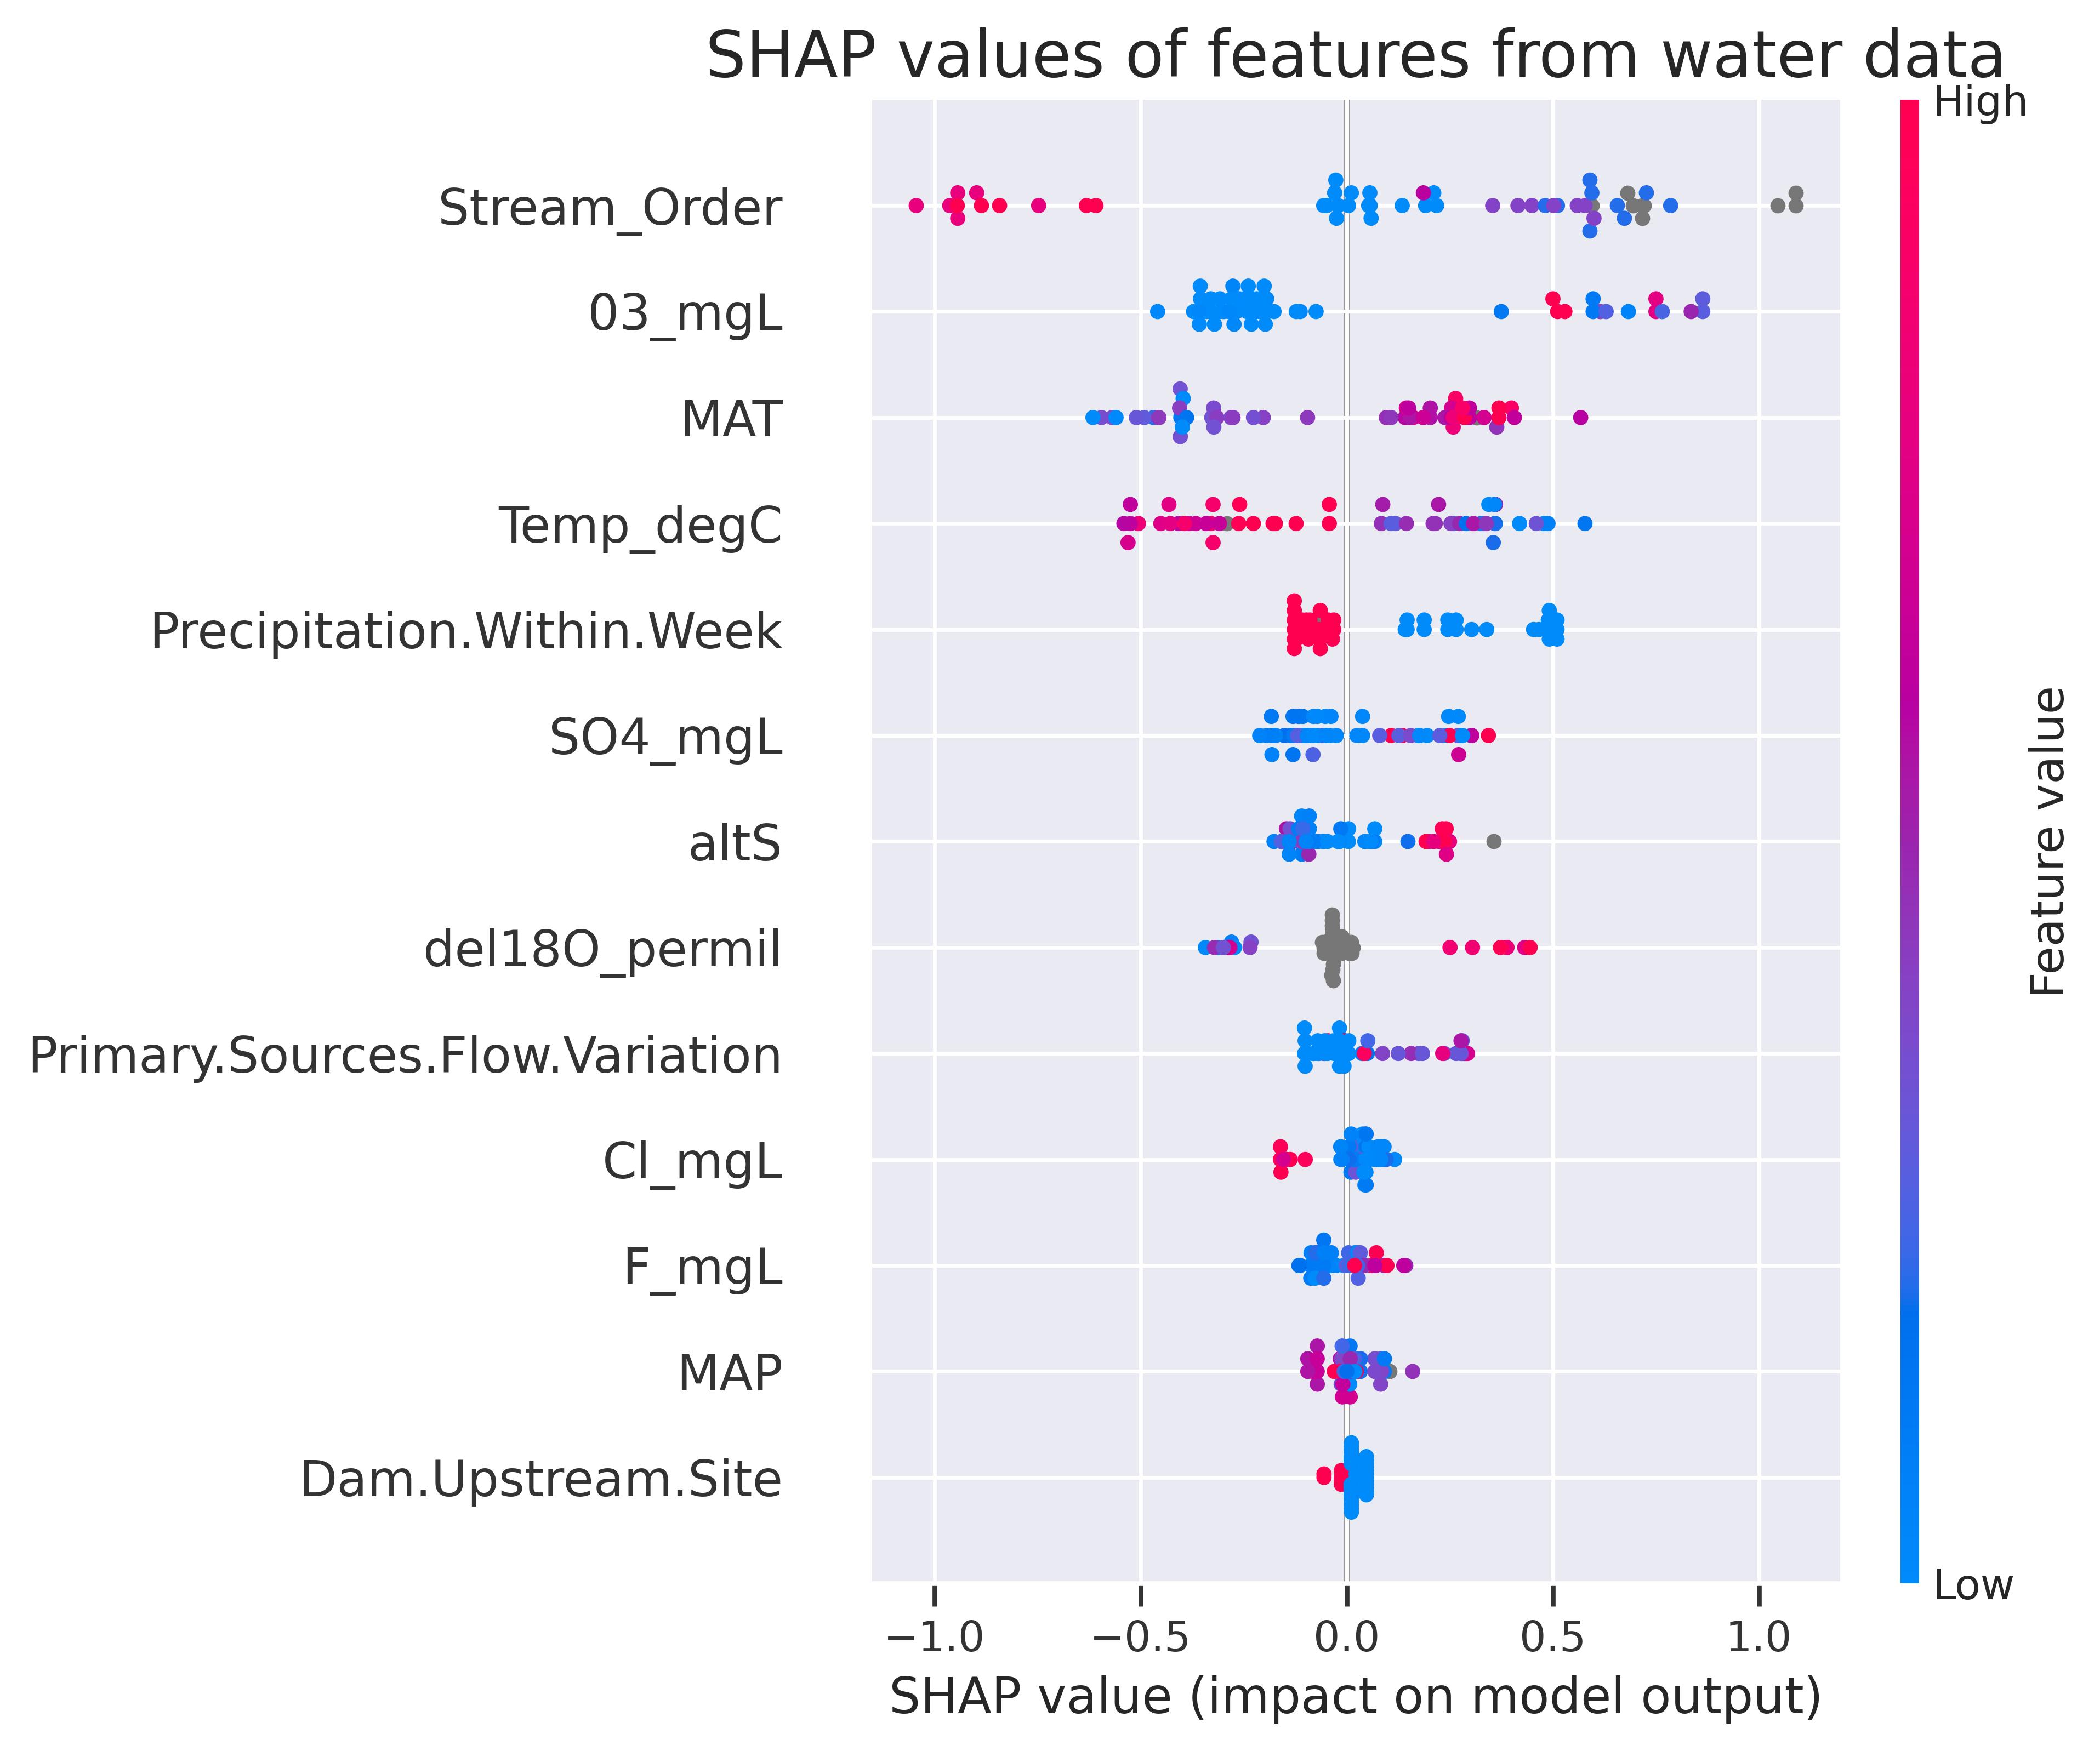 SHAP values of features from water data
High
Stream_Order
03_mgL
MAT
Temp_degC
Precipitation.Within.Week
SO4_mgL
altS
del18O_permil
Primary.Sources.Flow.Variation
Cl_mgL
F_mgL
MAP
Dam.Upstream.Site
Feature value
Low
−1.0
−0.5
0.0
0.5
1.0
SHAP value (impact on model output)